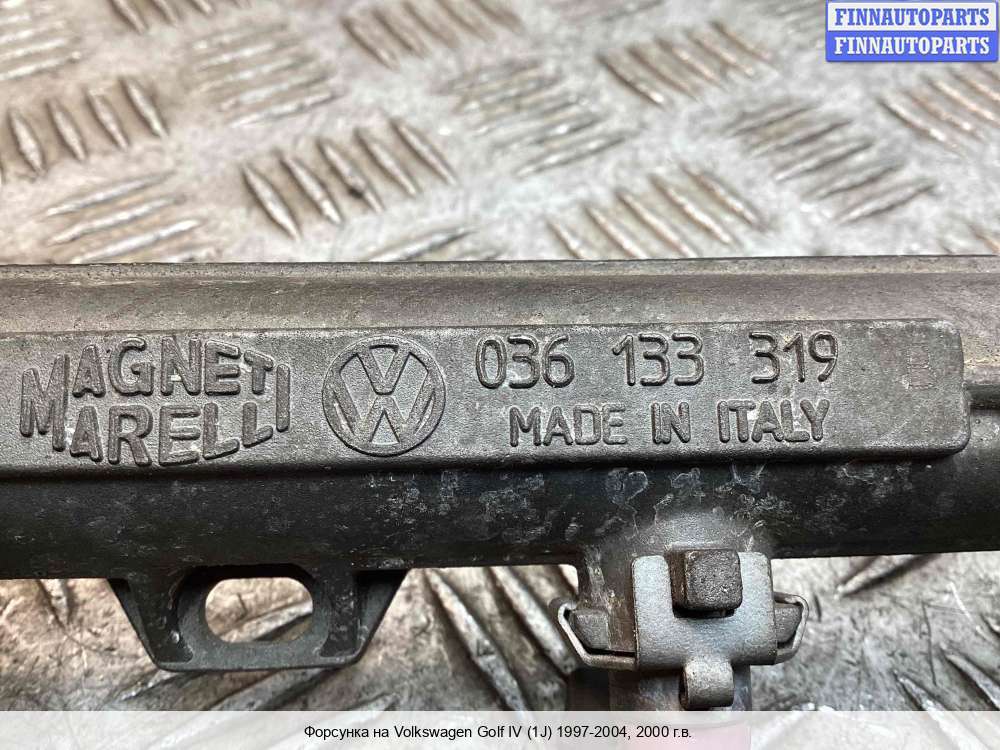 FINNAUTOPARTS
FINNAUTOPARTS
MAGNETI MARELLI
VW
036 133 319
MADE IN ITALY
Форсунка на Volkswagen Golf IV (1J) 1997-2004, 2000 г.в.